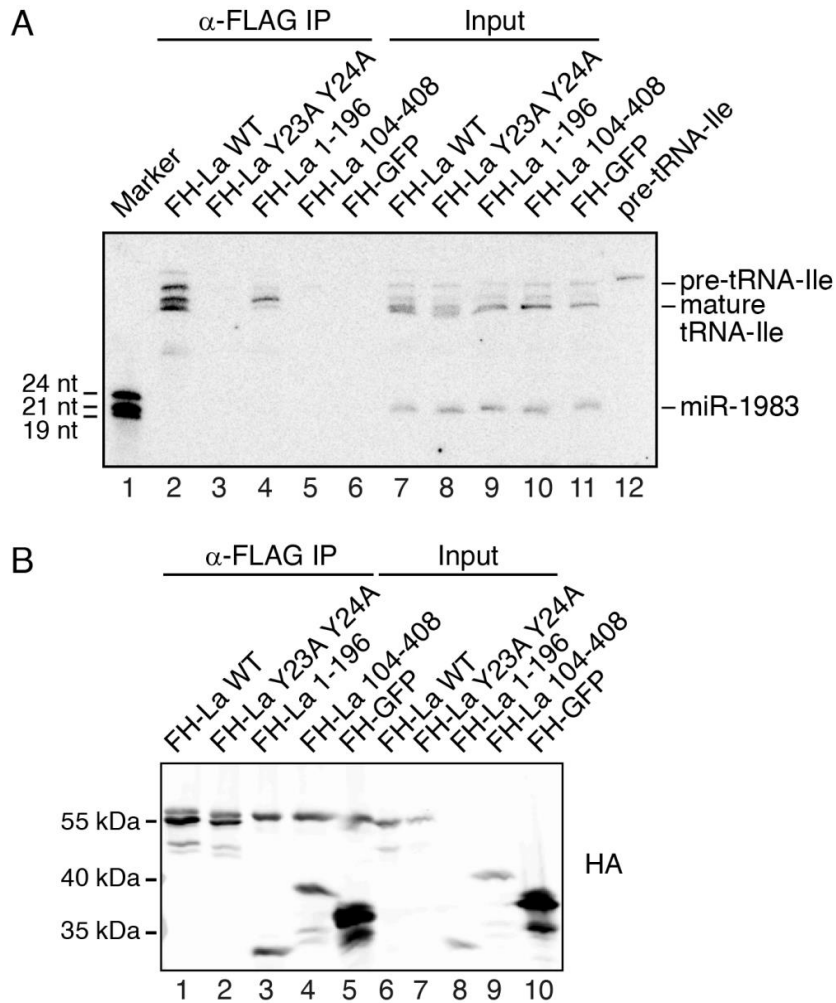 A
α-FLAG IP Input
Marker
FH-La WT
FH-La Y23A Y24A
FH-La 1-196
FH-La 104-408
FH-GFP
FH-La WT
FH-La Y23A Y24A
FH-La 1-196
FH-La 104-408
FH-GFP
pre-tRNA-Ile
pre-tRNA-Ile
mature
tRNA-Ile
24 nt
21 nt
19 nt
miR-1983
1 2 3 4 5 6 7 8 9 10 11 12
B
α-FLAG IP Input
FH-La WT
FH-La Y23A Y24A
FH-La 1-196
FH-La 104-408
FH-GFP
FH-La WT
FH-La Y23A Y24A
FH-La 1-196
FH-La 104-408
FH-GFP
55 kDa
40 kDa
35 kDa
HA
1 2 3 4 5 6 7 8 9 10